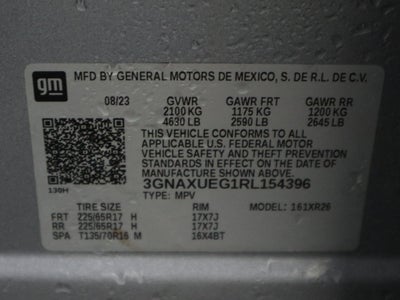 gm MFD BY GENERAL MOTORS DE MEXICO, S. DE R.L. DE C.V.
08/23 GVWR GAWR FRT GAWR RR
2100 KG 1175 KG 1200 KG
4630 LB 2590 LB 2645 LB
THIS VEHICLE CONFORMS TO ALL
APPLICABLE U.S. FEDERAL MOTOR
VEHICLE SAFETY AND THEFT
PREVENTION STANDARDS IN EFFECT ON THE DATE OF
MANUFACTURE SHOWN ABOVE.
3GNAXUEG1RL154396
130H TYPE: MPV MODEL: 161XR26
TIRE SIZE RIM
FRT 225/65R17 H 17X7J
RR 225/65R17 H 17X7J
SPA T135/70R16 M 16X4BT